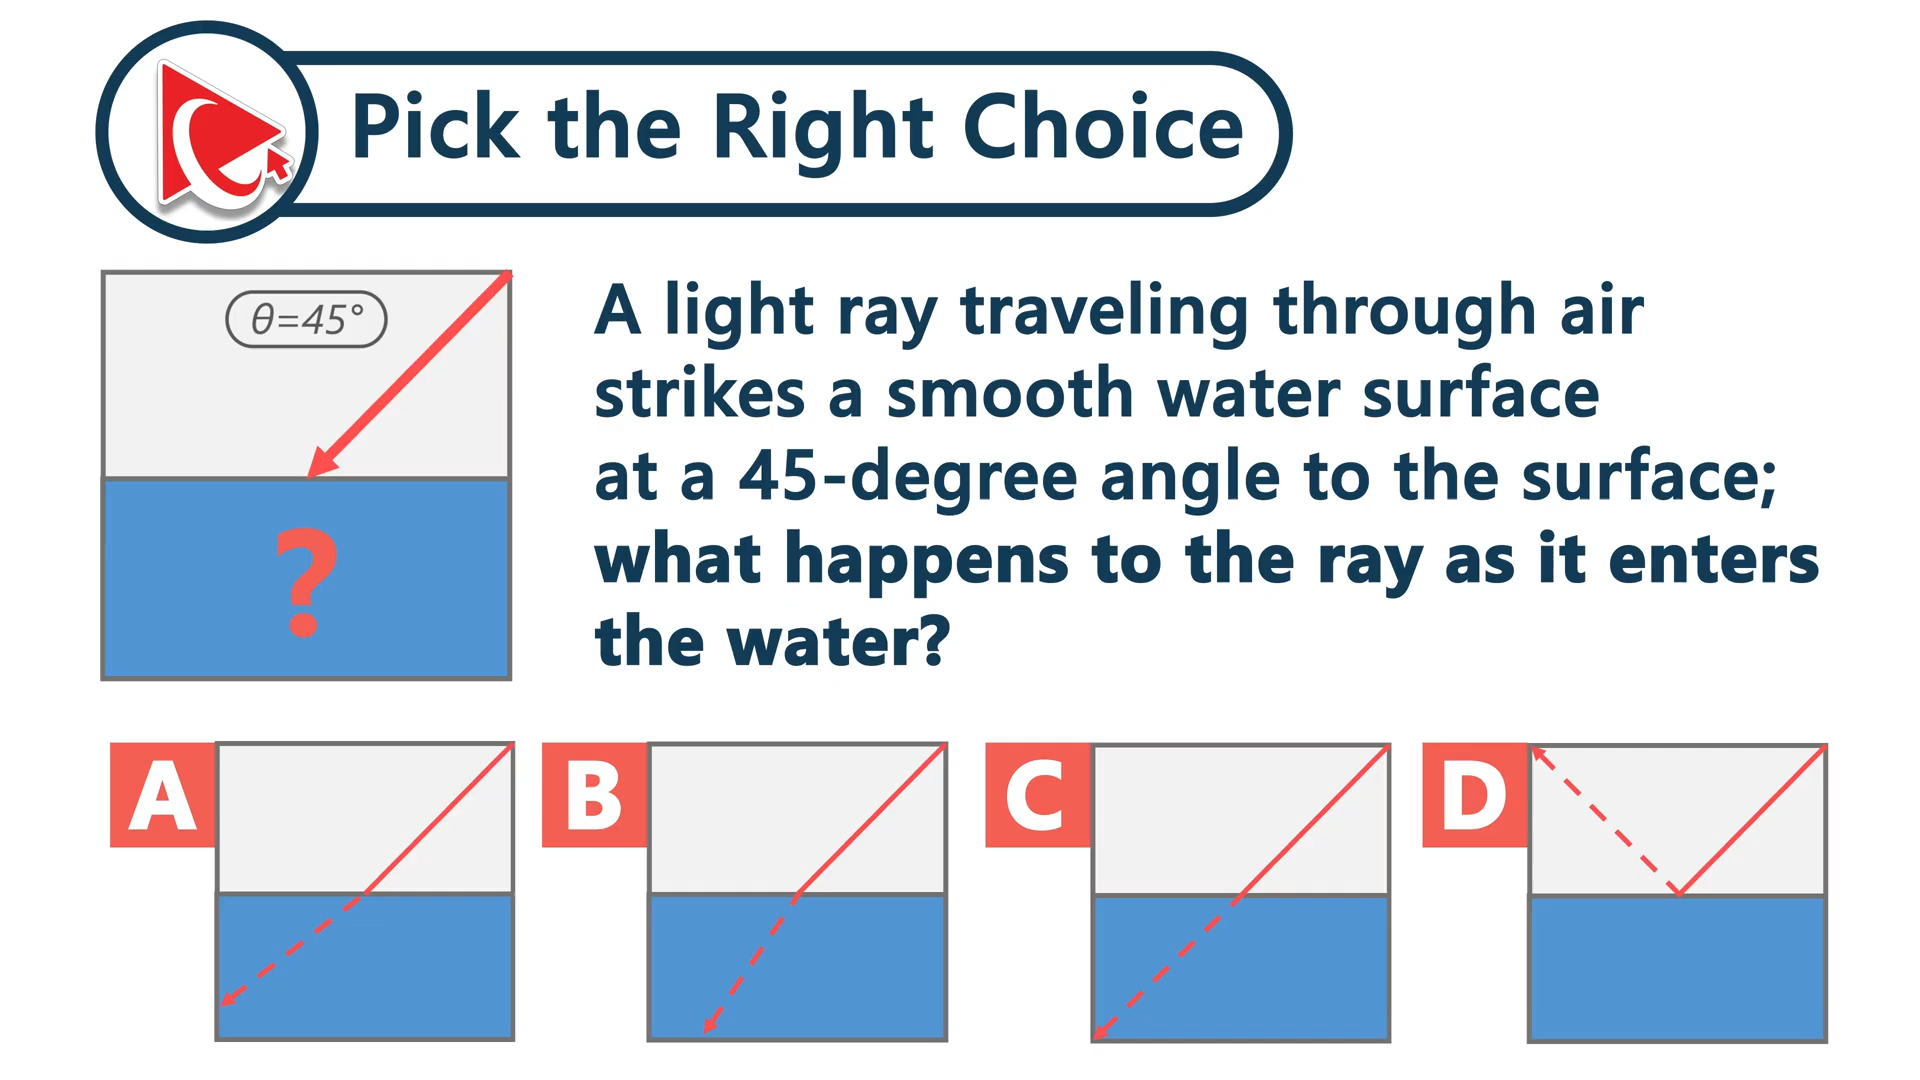 Pick the Right Choice
θ=45°
A light ray traveling through air
strikes a smooth water surface
at a 45-degree angle to the surface;
what happens to the ray as it enters
the water?
?
A
B
C
D